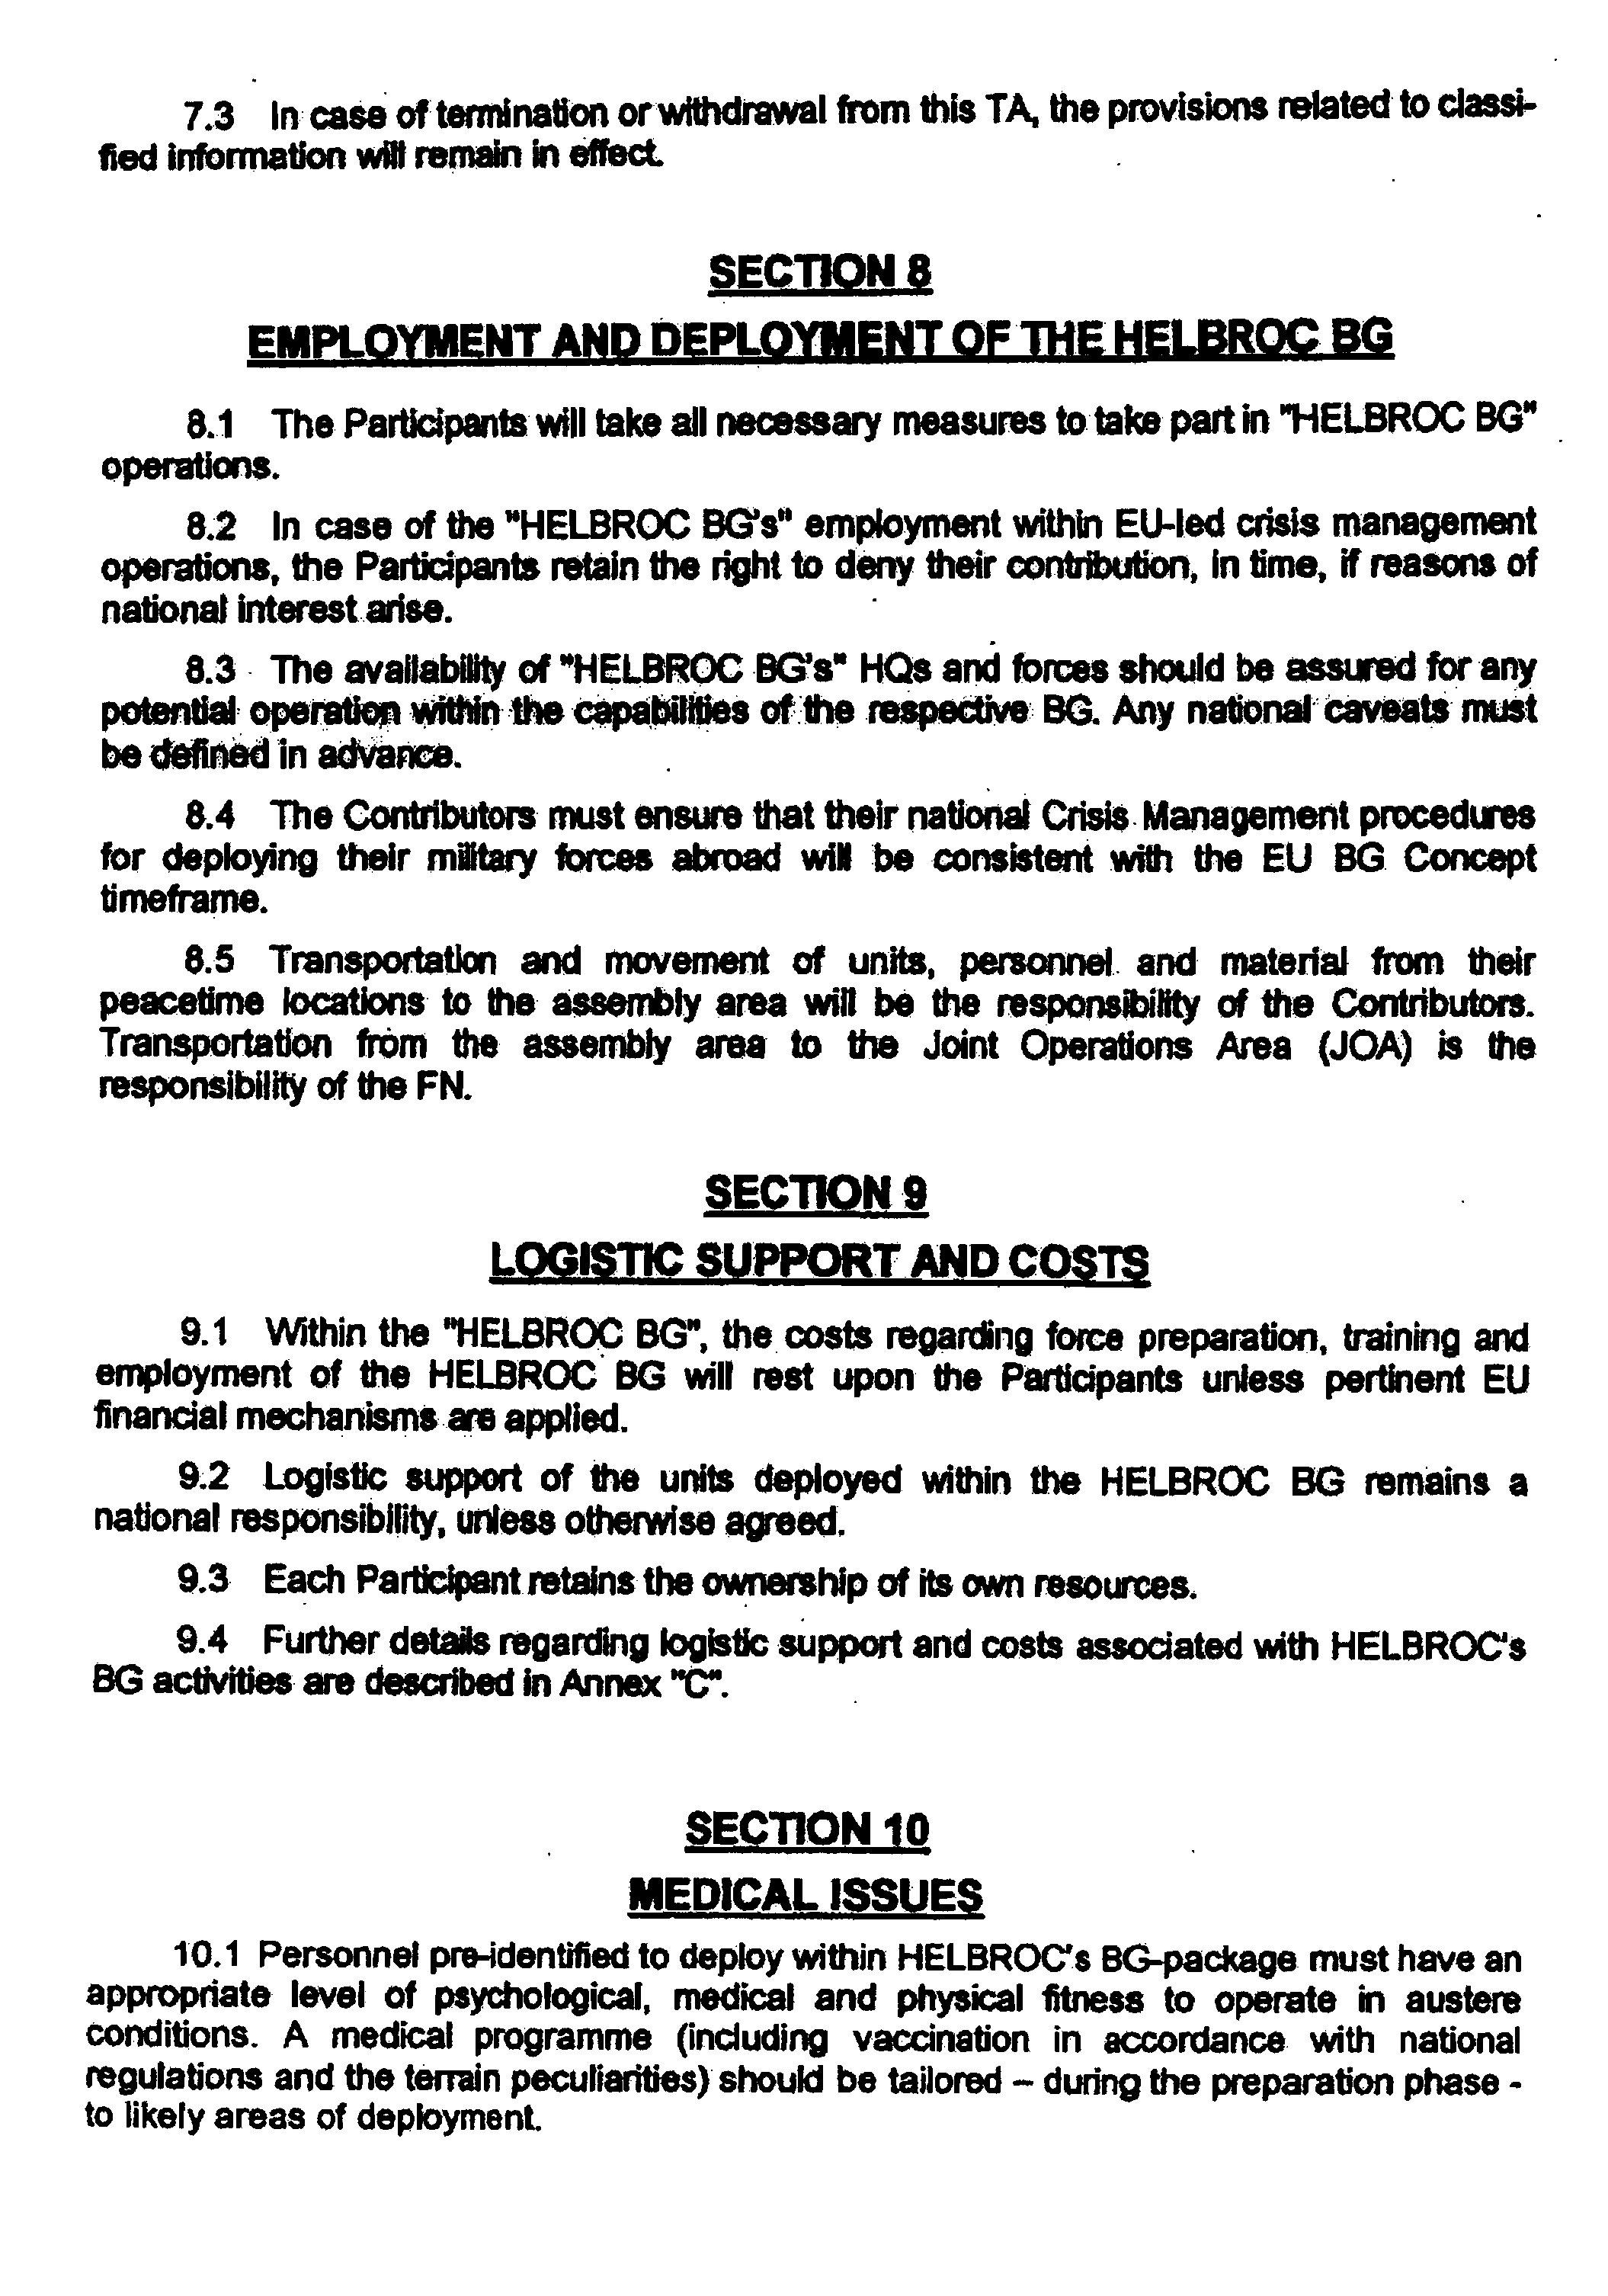 7.3 In case of termination or withdrawal from this TA, the provisions related to classi-
fied information will remain in effect.
SECTION 8
EMPLOYMENT AND DEPLOYMENT OF THE HELBROC BG
8.1 The Participants will take all necessary measures to take part in "HELBROC BG"
operations.
8.2 In case of the "HELBROC BG's" employment within EU-led crisis management
operations, the Participants retain the right to deny their contribution, in time, if reasons of
national interest arise.
8.3 The availability of "HELBROC BG's" HQs and forces should be assured for any
potential operation within the capabilities of the respective BG. Any national caveats must
be defined in advance.
8.4 The Contributors must ensure that their national Crisis Management procedures
for deploying their military forces abroad will be consistent with the EU BG Concept
timeframe.
8.5 Transportation and movement of units, personnel and material from their
peacetime locations to the assembly area will be the responsibility of the Contributors.
Transportation from the assembly area to the Joint Operations Area (JOA) is the
responsibility of the FN.
SECTION 9
LOGISTIC SUPPORT AND COSTS
9.1 Within the "HELBROC BG", the costs regarding force preparation, training and
employment of the HELBROC BG will rest upon the Participants unless pertinent EU
financial mechanisms are applied.
9.2 Logistic support of the units deployed within the HELBROC BG remains a
national responsibility, unless otherwise agreed.
9.3 Each Participant retains the ownership of its own resources.
9.4 Further details regarding logistic support and costs associated with HELBROC's
BG activities are described in Annex "C".
SECTION 10
MEDICAL ISSUES
10.1 Personnel pre-identified to deploy within HELBROC's BG-package must have an
appropriate level of psychological, medical and physical fitness to operate in austere
conditions. A medical programme (including vaccination in accordance with national
regulations and the terrain peculiarities) should be tailored – during the preparation phase -
to likely areas of deployment.